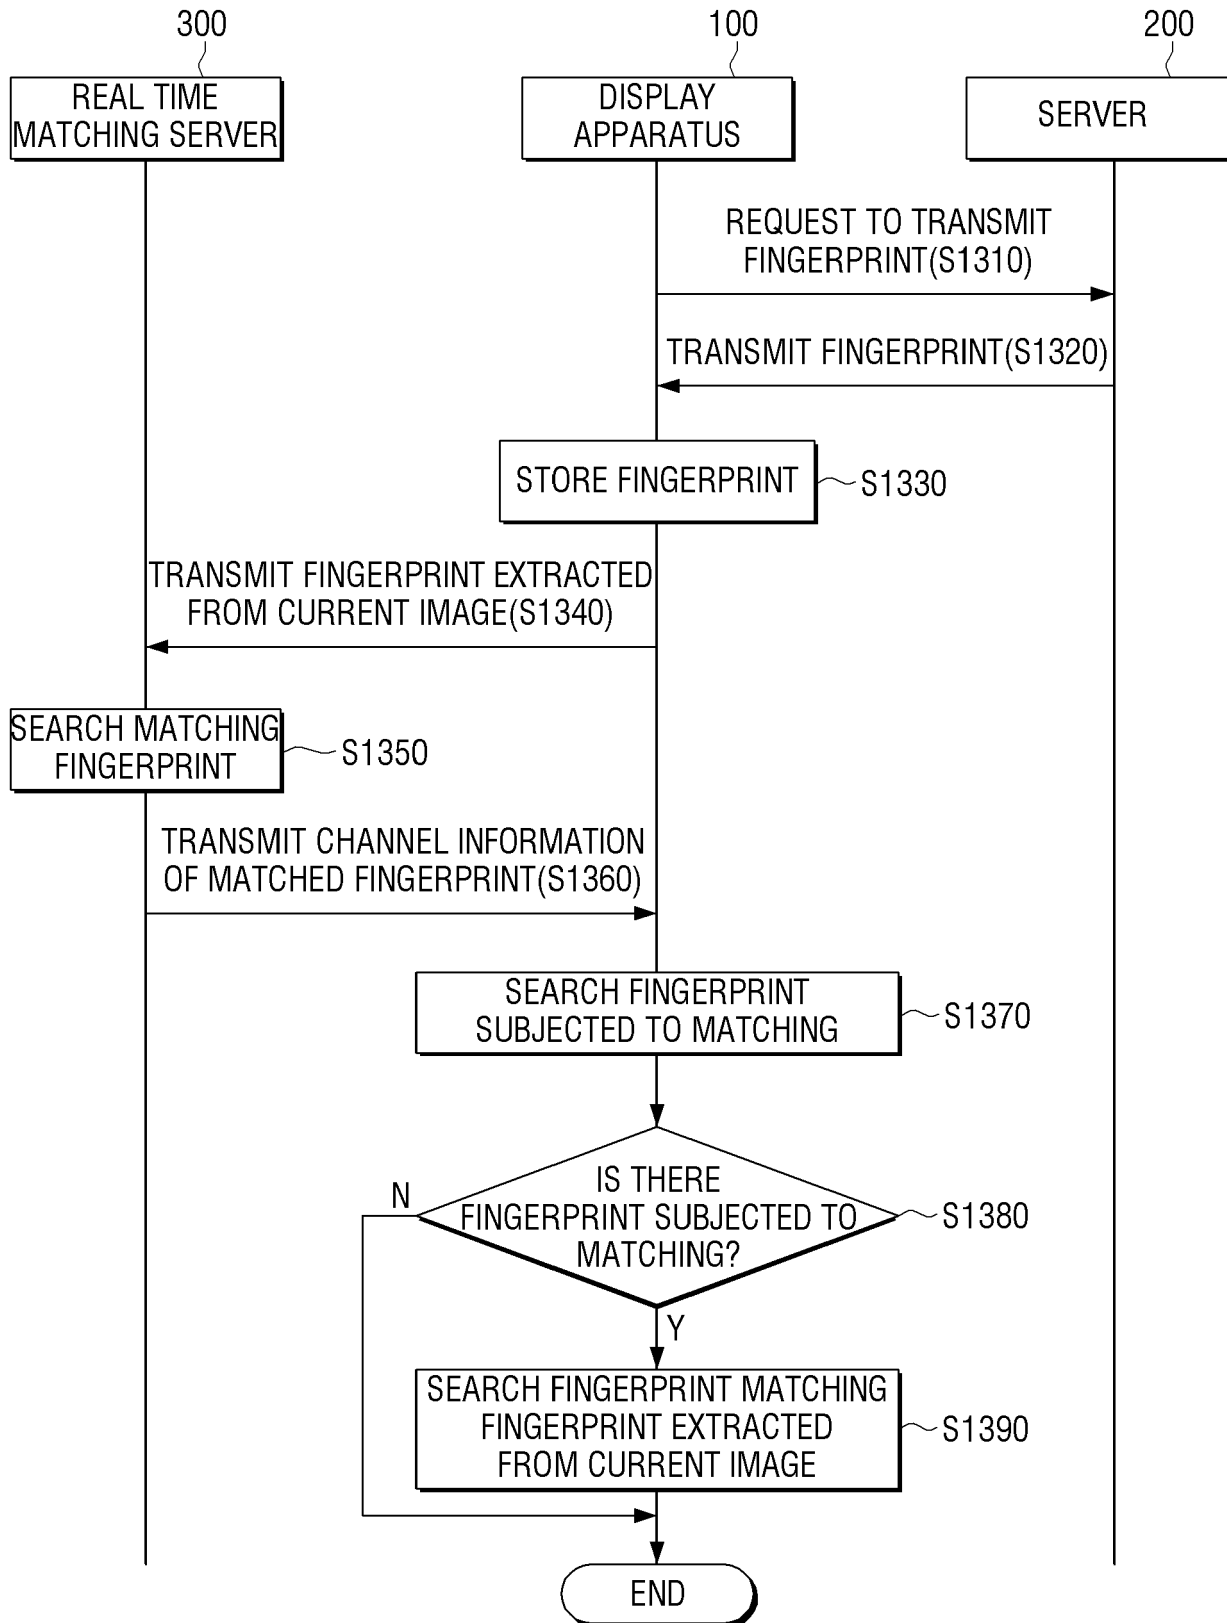 300
100
200
REAL TIME
MATCHING SERVER
DISPLAY
APPARATUS
SERVER
REQUEST TO TRANSMIT
FINGERPRINT(S1310)
TRANSMIT FINGERPRINT(S1320)
STORE FINGERPRINT
S1330
TRANSMIT FINGERPRINT EXTRACTED
FROM CURRENT IMAGE(S1340)
SEARCH MATCHING
FINGERPRINT
S1350
TRANSMIT CHANNEL INFORMATION
OF MATCHED FINGERPRINT(S1360)
SEARCH FINGERPRINT
SUBJECTED TO MATCHING
S1370
IS THERE
FINGERPRINT SUBJECTED TO
MATCHING?
S1380
N
Y
SEARCH FINGERPRINT MATCHING
FINGERPRINT EXTRACTED
FROM CURRENT IMAGE
S1390
END